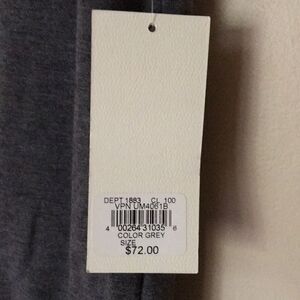 DEPT 1883 CL 100
VPN UM4061B
4 00264 31035 6
COLOR GREY
SIZE
$72.00